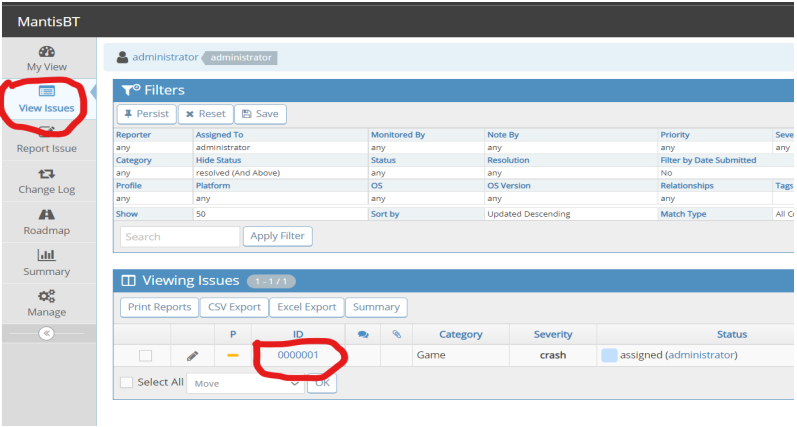 MantisBT
My View
View Issues
Report Issue
Change Log
Roadmap
Summary
Manage
administrator administrator
Filters
Persist Reset Save
Reporter Assigned To Monitored By Note By Priority Seve
any administrator any any any any
Category Hide Status Status Resolution Filter by Date Submitted
any resolved (And Above) any any No
Profile Platform OS OS Version Relationships Tags
any any any any any
Show 50 Sort by Updated Descending Match Type All Co
Search Apply Filter
Viewing Issues 1 - 1 / 1
Print Reports CSV Export Excel Export Summary
P ID Category Severity Status
0000001 Game crash assigned (administrator)
Select All Move OK